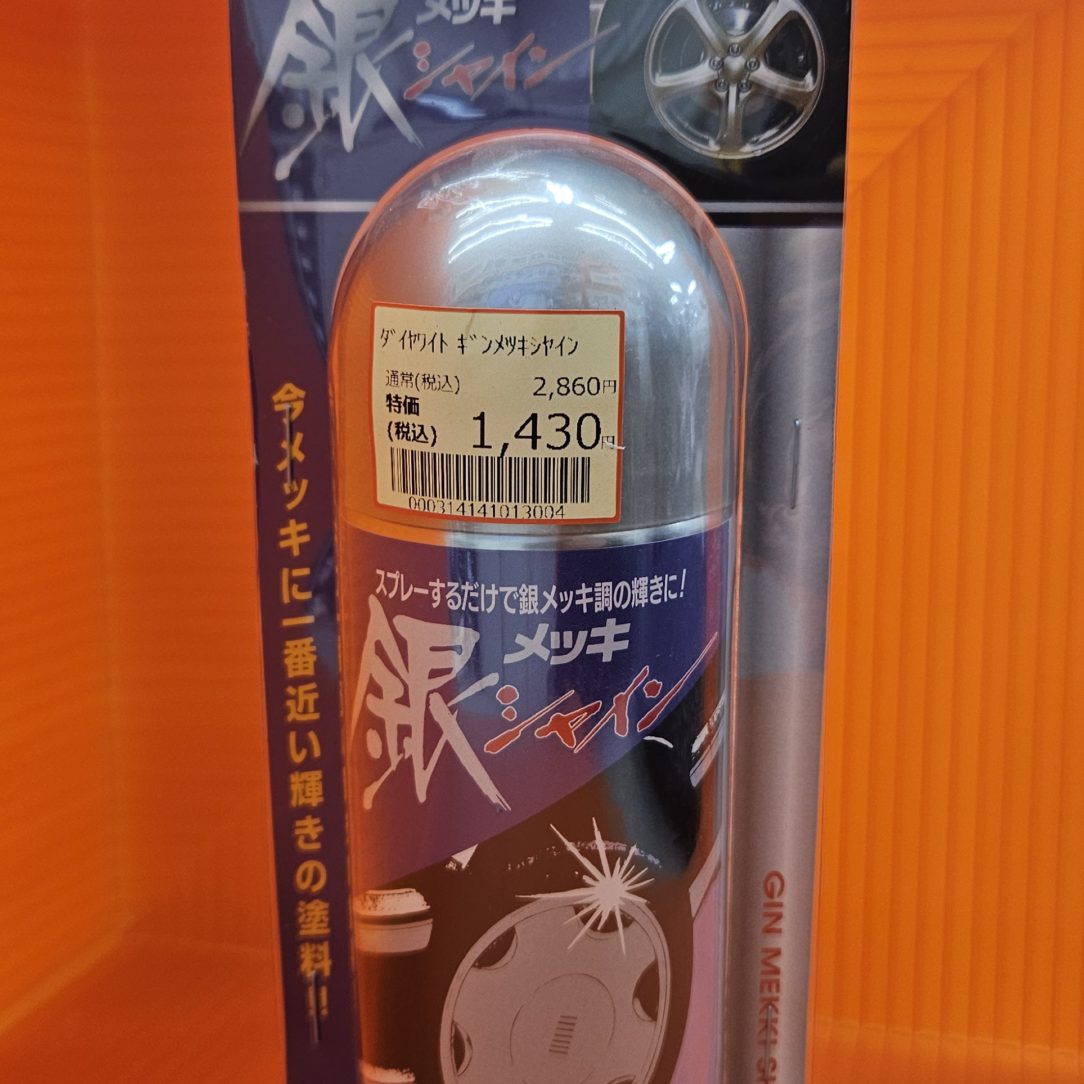 銀メッキ
シャイン
ダイヤワイト ギンメツキシヤイン
通常(税込) 2,860円
特価
(税込) 1,430円
000314141013004
今メッキに一番近い輝きの塗料!!
スプレーするだけで銀メッキ調の輝きに!
銀メッキ
シャイン
GIN MEKKI